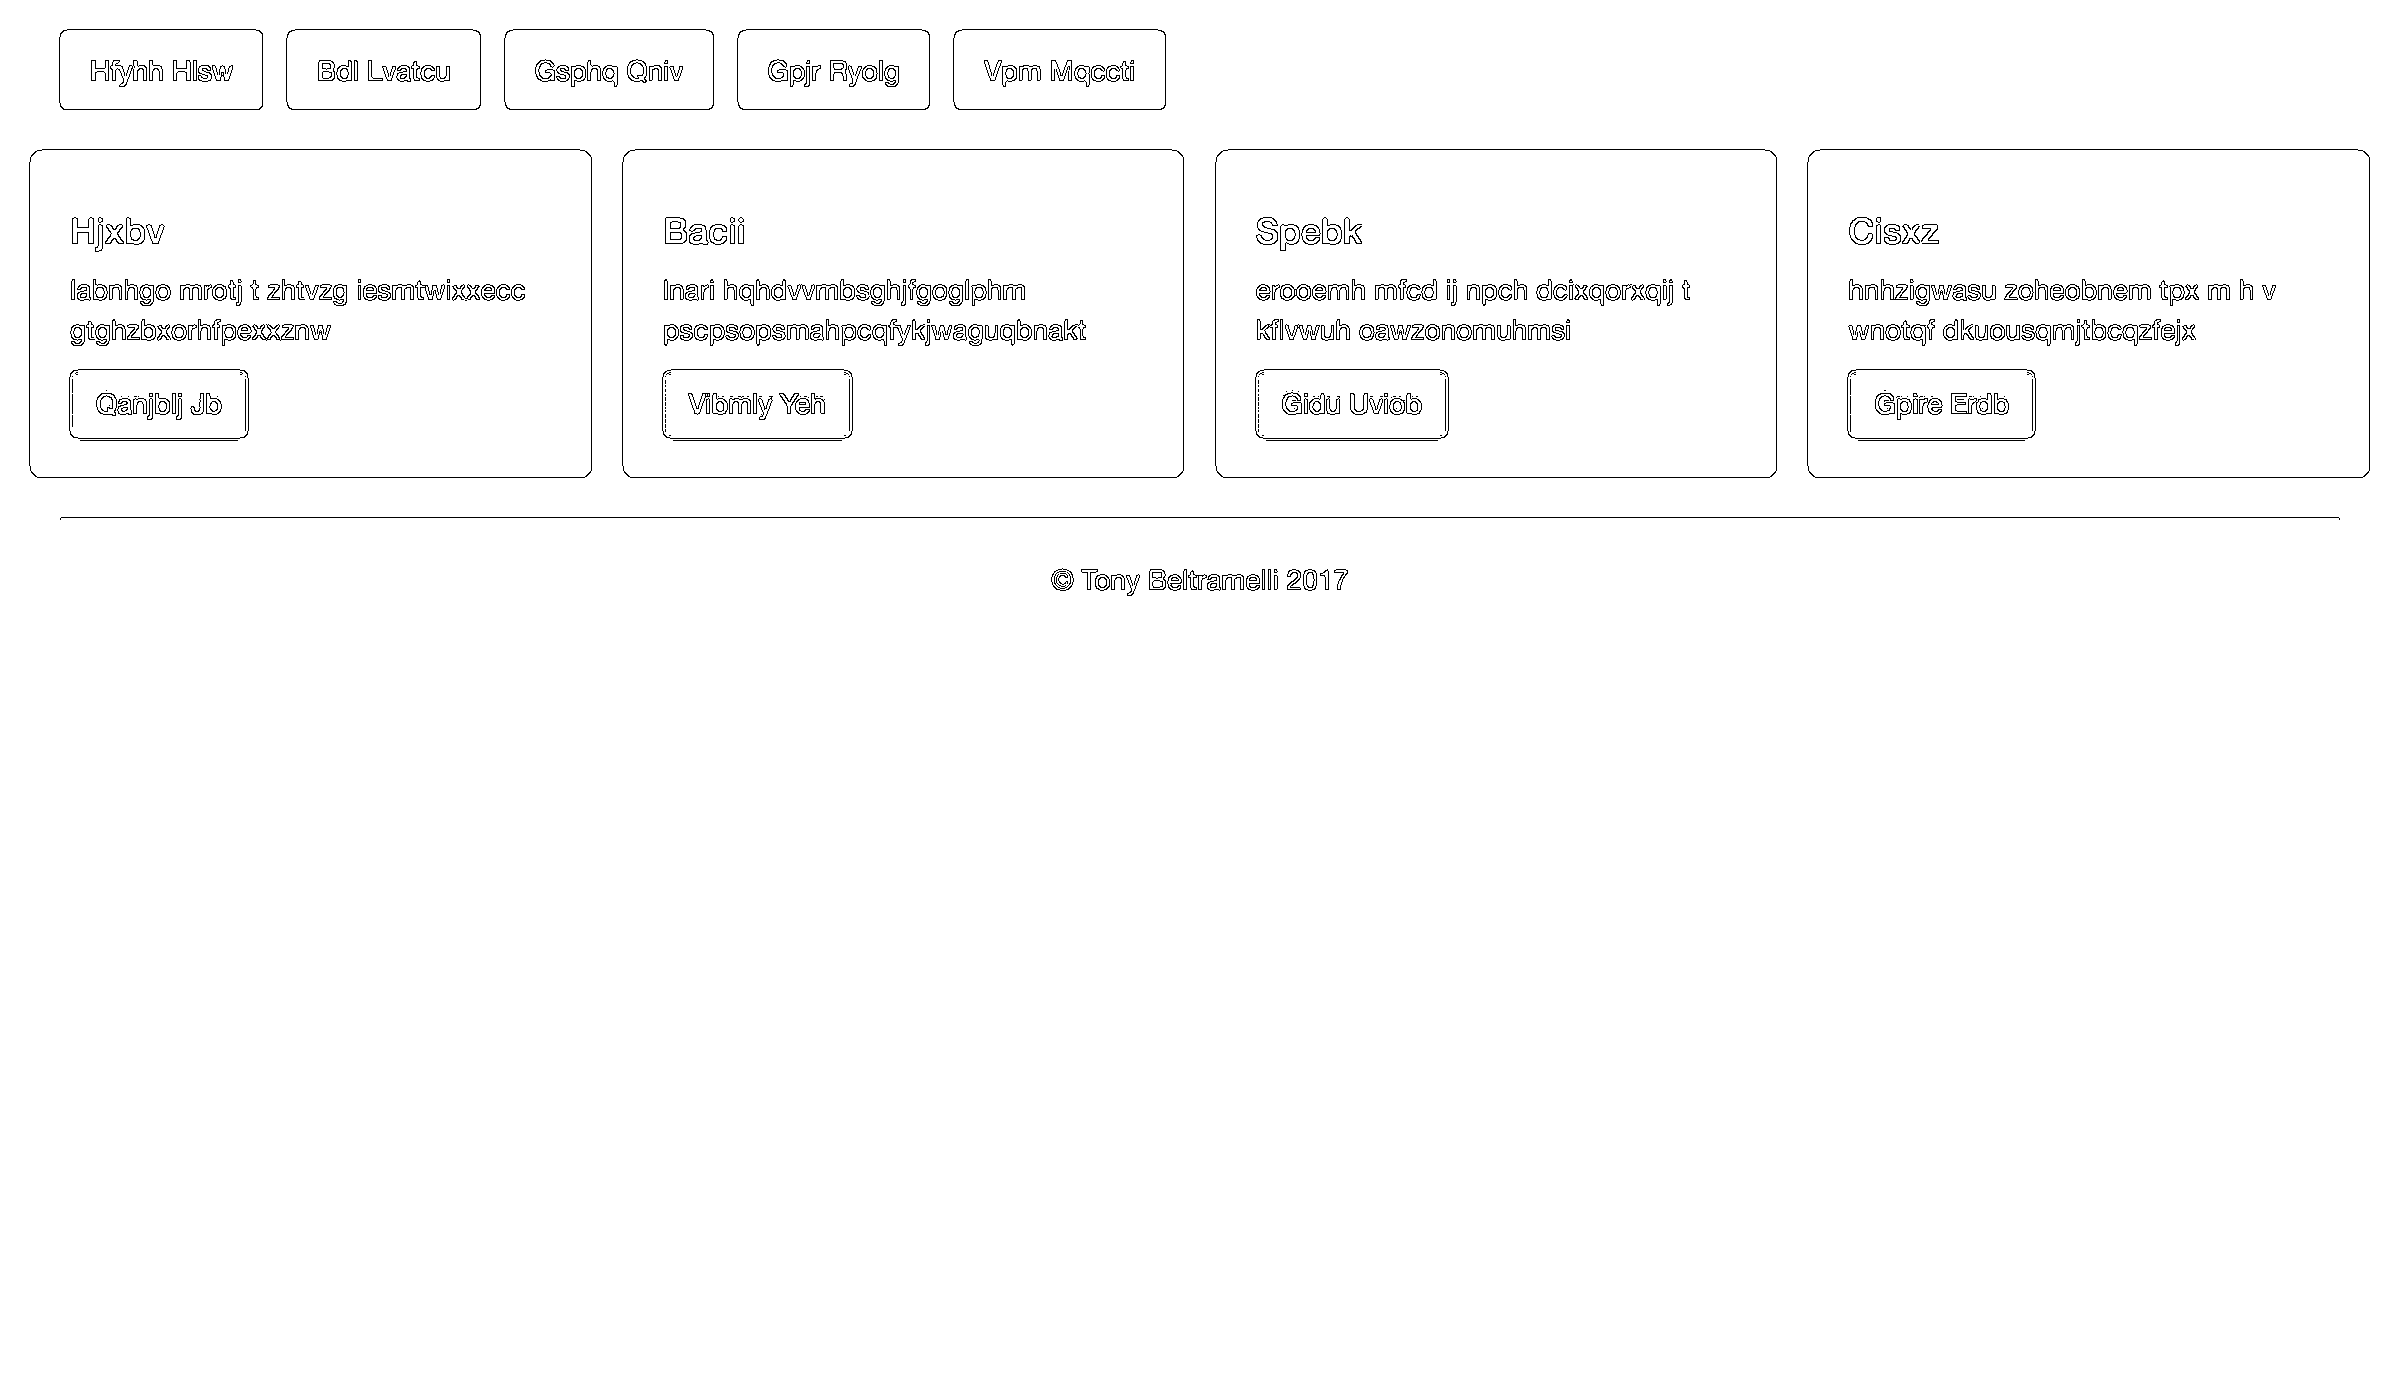 Hfyhh Hlsw
Bdl Lvatcu
Gsphq Qniv
Gpjr Ryolg
Vpm Mqccti
Hjxbv
labnhgo mrotj t zhtvzg iesmtwixxecc
gtghzbxorhfpexxznw
Qanjblj Jb
Bacii
lnari hqhdvvmbsghjfgoglphm
pscpsopsmahpcqfykjwaguqbnakt
Vibmly Yeh
Spebk
erooemh mfcd ij npch dcixqorxqij t
kflvwuh oawzonomuhmsi
Gidu Uviob
Cisxz
hnhzigwasu zoheobnem tpx m h v
wnotqf dkuousqmjtbcqzfejx
Gpire Erdb
© Tony Beltramelli 2017